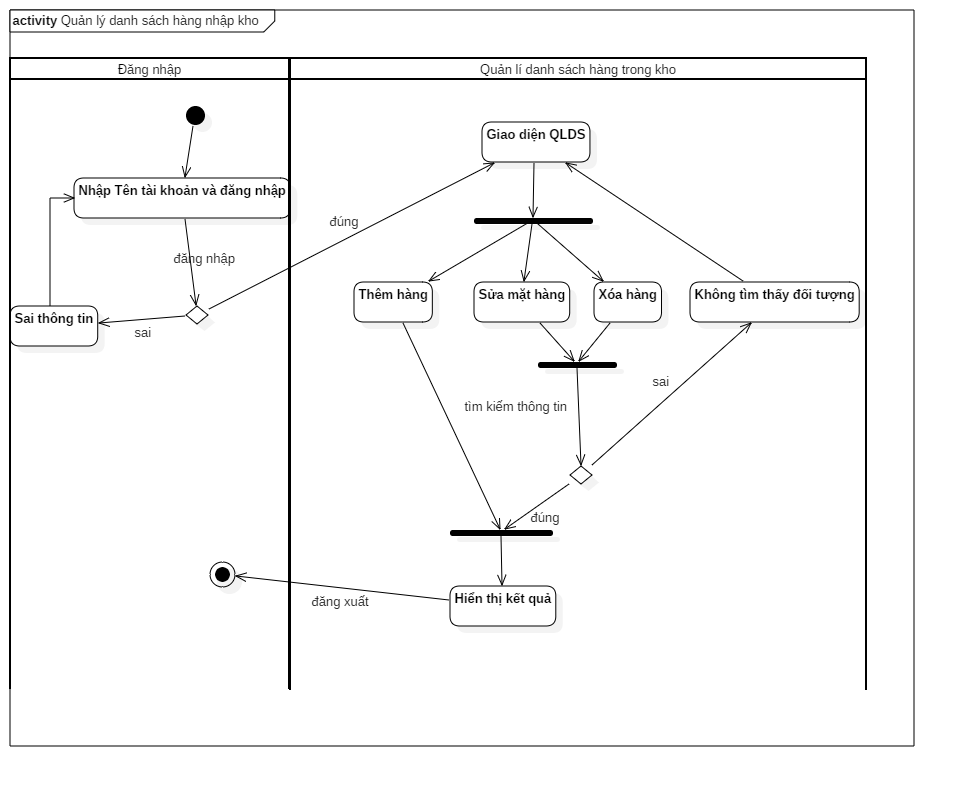 activity Quản lý danh sách hàng nhập kho
Đăng nhập
Quản lí danh sách hàng trong kho
Giao diện QLDS
Nhập Tên tài khoản và đăng nhập
đúng
đăng nhập
Thêm hàng
Sửa mặt hàng
Xóa hàng
Không tìm thấy đối tượng
Sai thông tin
sai
sai
tìm kiếm thông tin
đúng
Hiển thị kết quả
đăng xuất